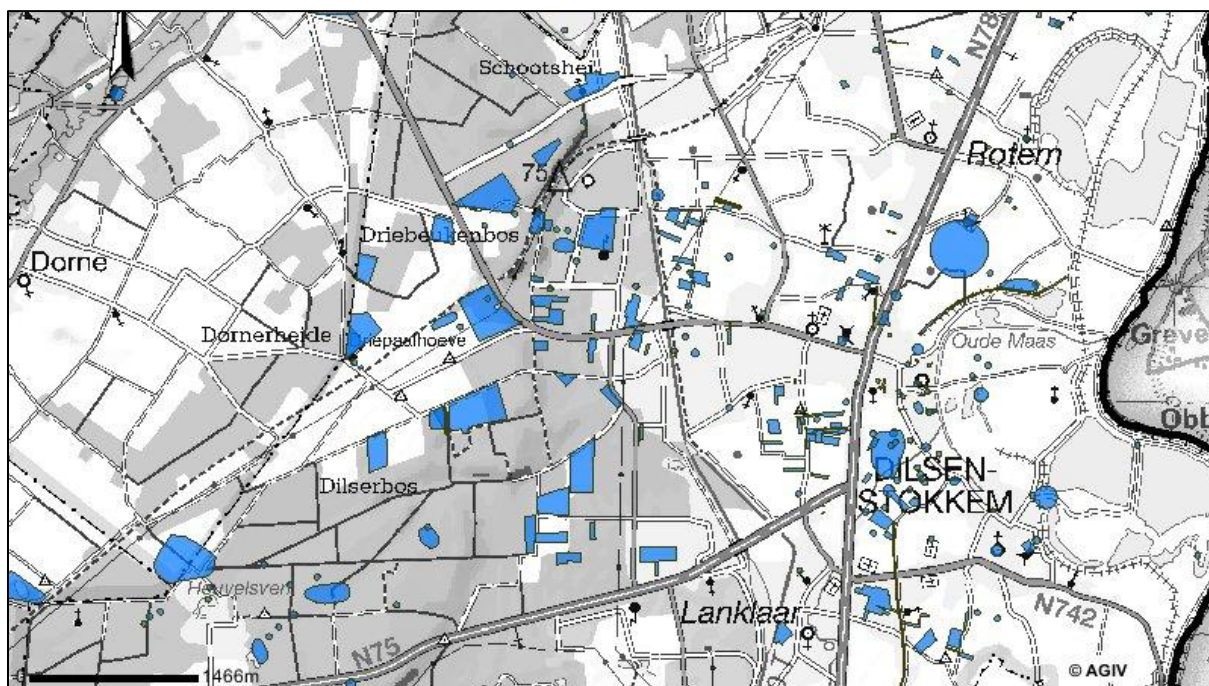 N78
Schootshei
Rotem
75
Driebeukenbos
Dorne
Dornerheide
Driepaalhoeve
Oude Maas
Greve
Obb
DILSEN-
STOKKEM
Dilserbos
Heuvelsven
Lanklaar
N742
N75
1466m
© AGIV